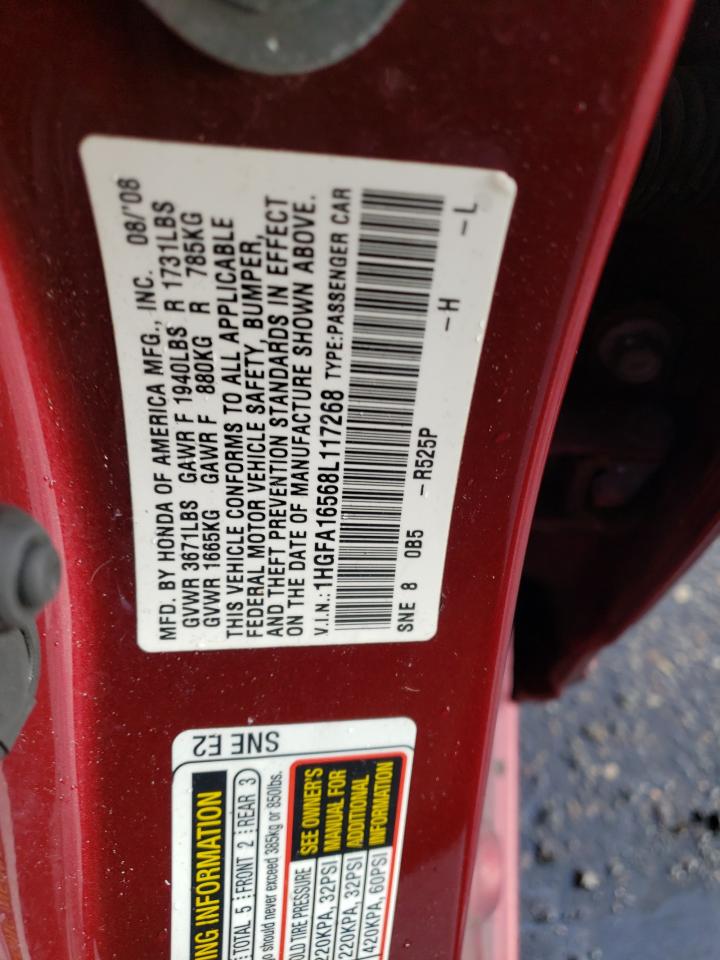 MFD. BY HONDA OF AMERICA MFG., INC. 08/'08
GVWR 3671LBS GAWR F 1940LBS R 1731LBS
GVWR 1665KG GAWR F 880KG R 785KG
THIS VEHICLE CONFORMS TO ALL APPLICABLE
FEDERAL MOTOR VEHICLE SAFETY, BUMPER,
AND THEFT PREVENTION STANDARDS IN EFFECT
ON THE DATE OF MANUFACTURE SHOWN ABOVE.
V.I.N.: 1HGFA16568L117268 TYPE:PASSENGER CAR
SNE 8 0B5 -R525P -H -L
SNE E2
ING INFORMATION
TOTAL 5 FRONT 2 REAR 3
should never exceed 385kg or 850lbs.
TIRE PRESSURE
SEE OWNER'S
MANUAL FOR
ADDITIONAL
INFORMATION
220KPA, 32PSI
220KPA, 32PSI
420KPA, 60PSI